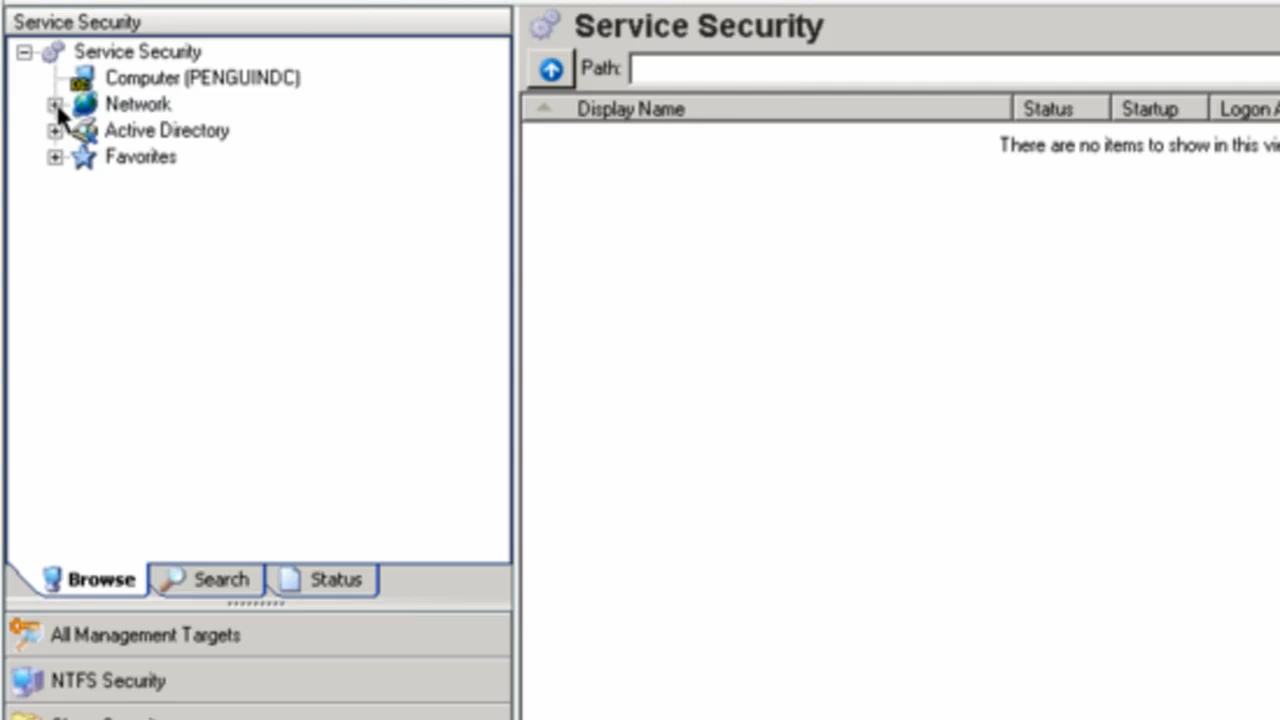 Service Security
Service Security
Computer (PENGUINDC)
Network
Active Directory
Favorites
Browse Search Status
All Management Targets
NTFS Security
Service Security
Path:
Display Name Status Startup Logon
There are no items to show in this